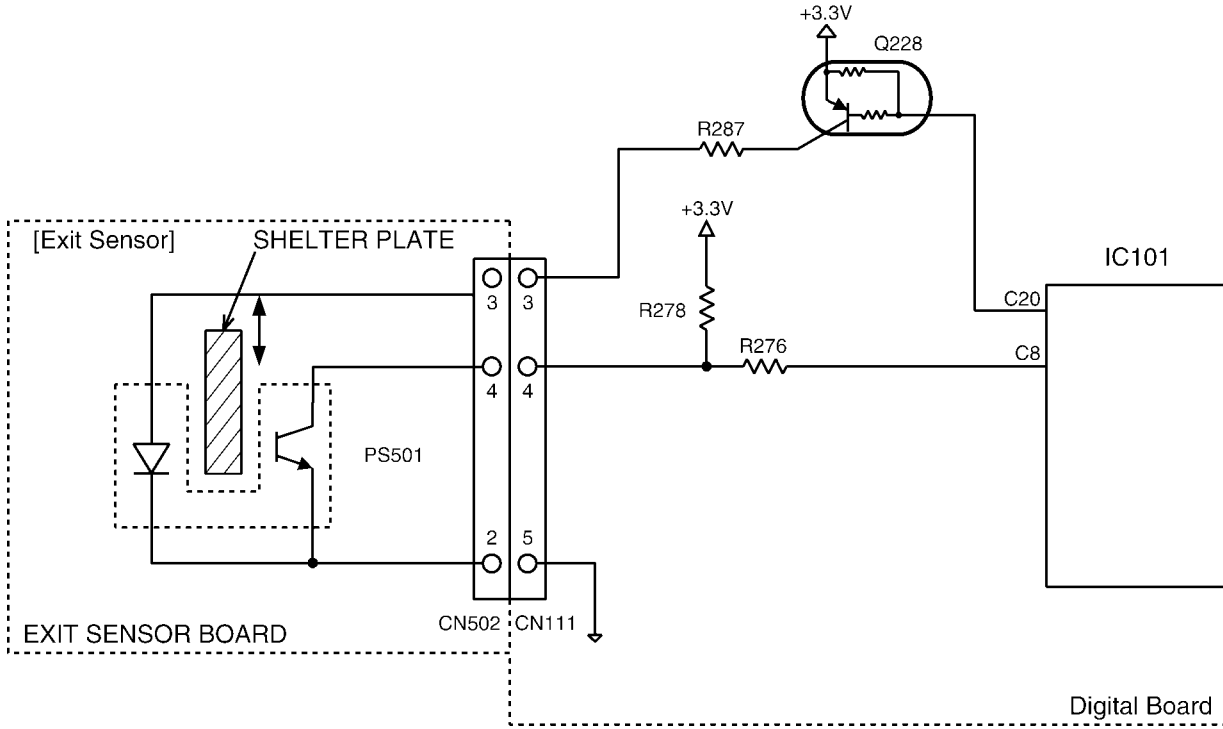 +3.3V
Q228
R287
+3.3V
[Exit Sensor]
SHELTER PLATE
IC101
3
3
C20
R278
R276
C8
4
4
PS501
2
5
CN502
CN111
EXIT SENSOR BOARD
Digital Board